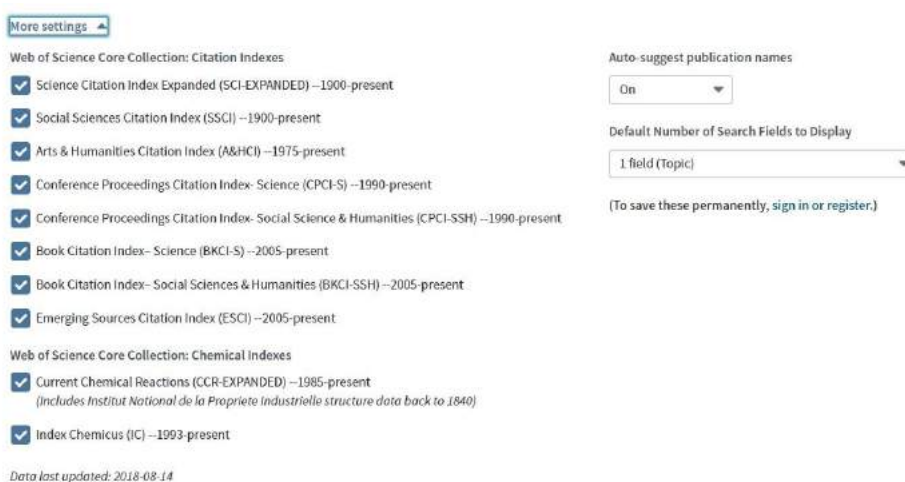 More settings
Web of Science Core Collection: Citation Indexes
Science Citation Index Expanded (SCI-EXPANDED) --1900-present
Social Sciences Citation Index (SSCI) --1900-present
Arts & Humanities Citation Index (A&HCI) --1975-present
Conference Proceedings Citation Index- Science (CPCI-S) --1990-present
Conference Proceedings Citation Index- Social Science & Humanities (CPCI-SSH) --1990-present
Book Citation Index– Science (BKCI-S) --2005-present
Book Citation Index– Social Sciences & Humanities (BKCI-SSH) --2005-present
Emerging Sources Citation Index (ESCI) --2005-present
Web of Science Core Collection: Chemical Indexes
Current Chemical Reactions (CCR-EXPANDED) --1985-present
(Includes Institut National de la Propriete Industrielle structure data back to 1840)
Index Chemicus (IC) --1993-present
Data last updated: 2018-08-14
Auto-suggest publication names
On
Default Number of Search Fields to Display
1 field (Topic)
(To save these permanently, sign in or register.)